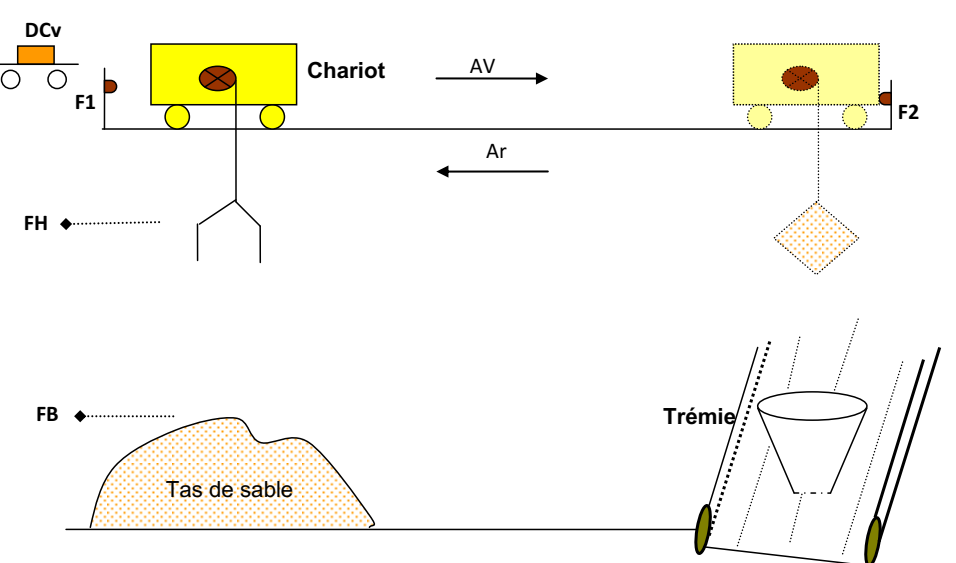 DCv
Chariot
AV
F1
F2
Ar
FH
FB
Trémie
Tas de sable